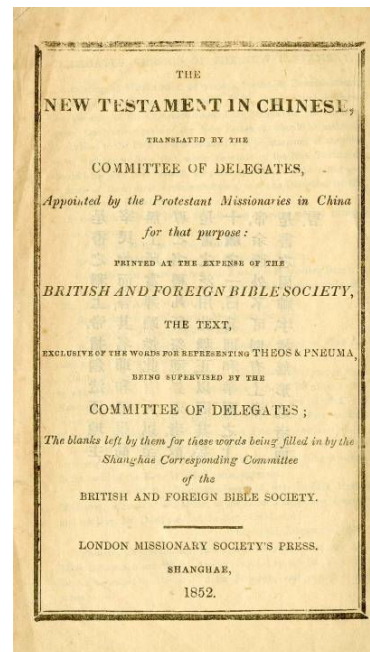 THE
NEW TESTAMENT IN CHINESE,
TRANSLATED BY THE
COMMITTEE OF DELEGATES,
Appointed by the Protestant Missionaries in China
for that purpose:
PRINTED AT THE EXPENSE OF THE
BRITISH AND FOREIGN BIBLE SOCIETY,
THE TEXT,
EXCLUSIVE OF THE WORDS FOR REPRESENTING THEOS & PNEUMA,
BEING SUPERVISED BY THE
COMMITTEE OF DELEGATES;
The blanks left by them for these words being filled in by the
Shanghae Corresponding Committee
of the
BRITISH AND FOREIGN BIBLE SOCIETY.
LONDON MISSIONARY SOCIETY'S PRESS.
SHANGHAE,
1852.